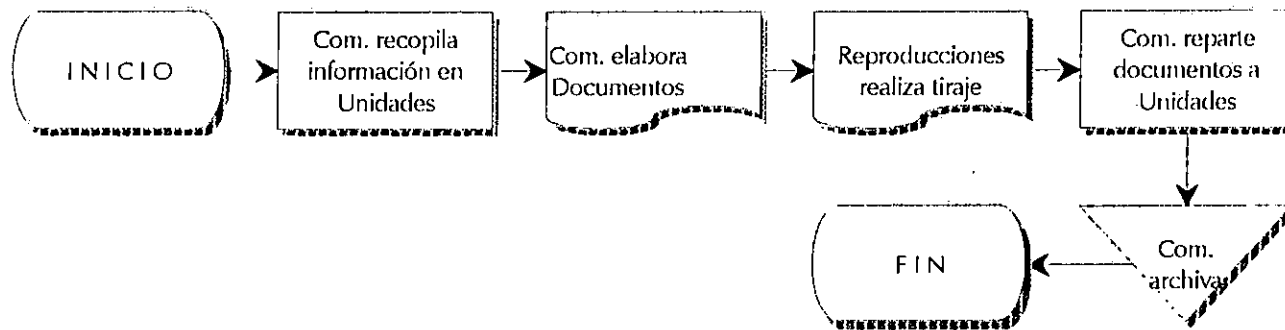 INICIO
Com. recopila
información en
Unidades
Com. elabora
Documentos
Reproducciones
realiza tiraje
Com. reparte
documentos a
Unidades
Com.
archiva
FIN